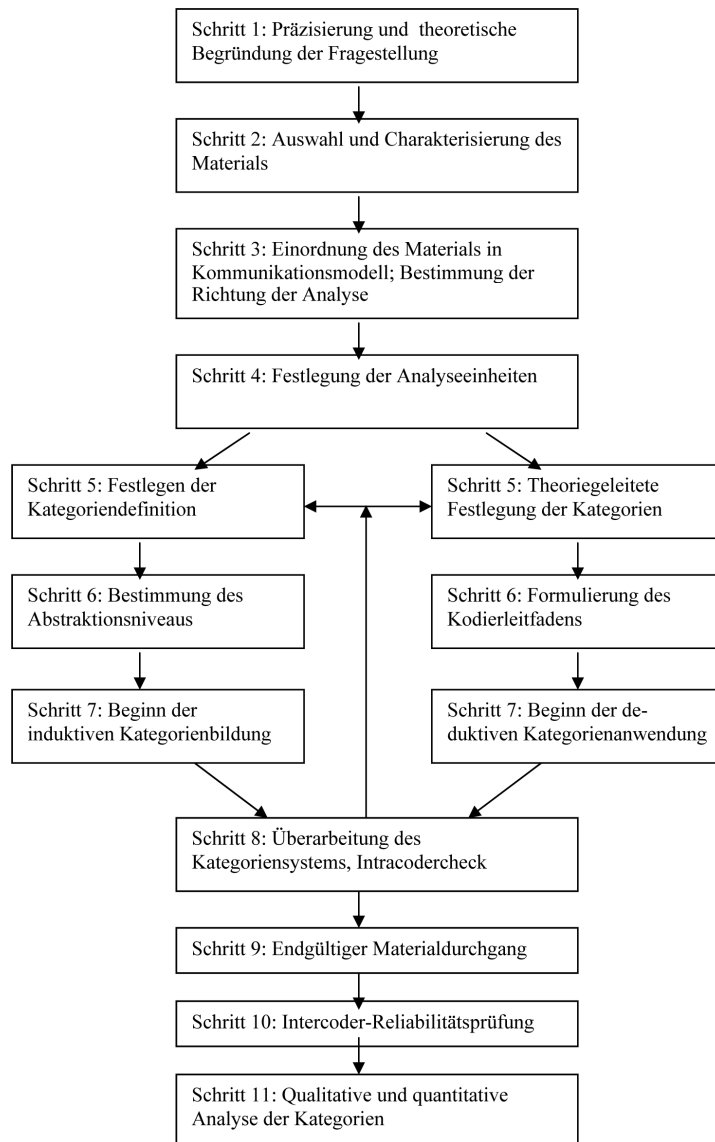 Schritt 1: Präzisierung und theoretische
Begründung der Fragestellung
Schritt 2: Auswahl und Charakterisierung des
Materials
Schritt 3: Einordnung des Materials in
Kommunikationsmodell; Bestimmung der
Richtung der Analyse
Schritt 4: Festlegung der Analyseeinheiten
Schritt 5: Festlegen der
Kategoriendefinition
Schritt 5: Theoriegeleitete
Festlegung der Kategorien
Schritt 6: Bestimmung des
Abstraktionsniveaus
Schritt 6: Formulierung des
Kodierleitfadens
Schritt 7: Beginn der
induktiven Kategorienbildung
Schritt 7: Beginn der de-
duktiven Kategorienanwendung
Schritt 8: Überarbeitung des
Kategoriensystems, Intracodercheck
Schritt 9: Endgültiger Materialdurchgang
Schritt 10: Intercoder-Reliabilitätsprüfung
Schritt 11: Qualitative und quantitative
Analyse der Kategorien